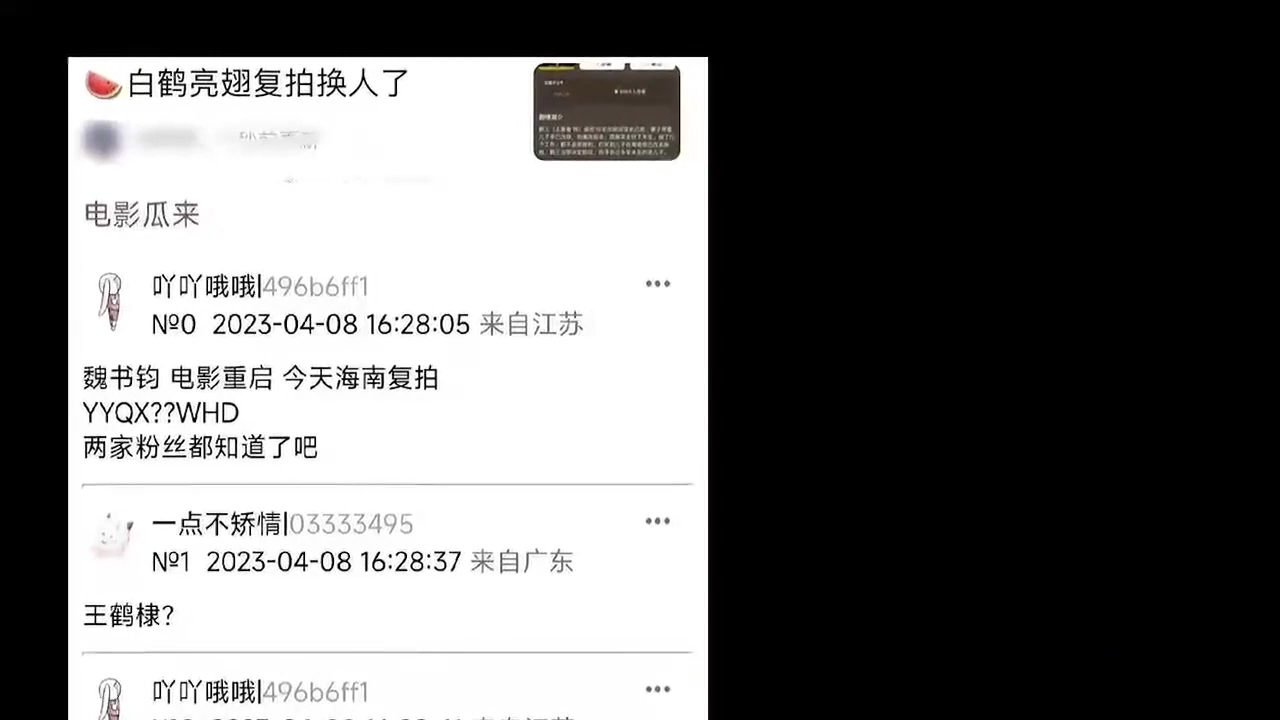 白鹤亮翅复拍换人了
电影瓜来
吖吖哦哦|496b6ff1
№0 2023-04-08 16:28:05 来自江苏
魏书钧 电影重启 今天海南复拍
YYQX??WHD
两家粉丝都知道了吧
一点不矫情|03333495
№1 2023-04-08 16:28:37 来自广东
王鹤棣?
吖吖哦哦|496b6ff1